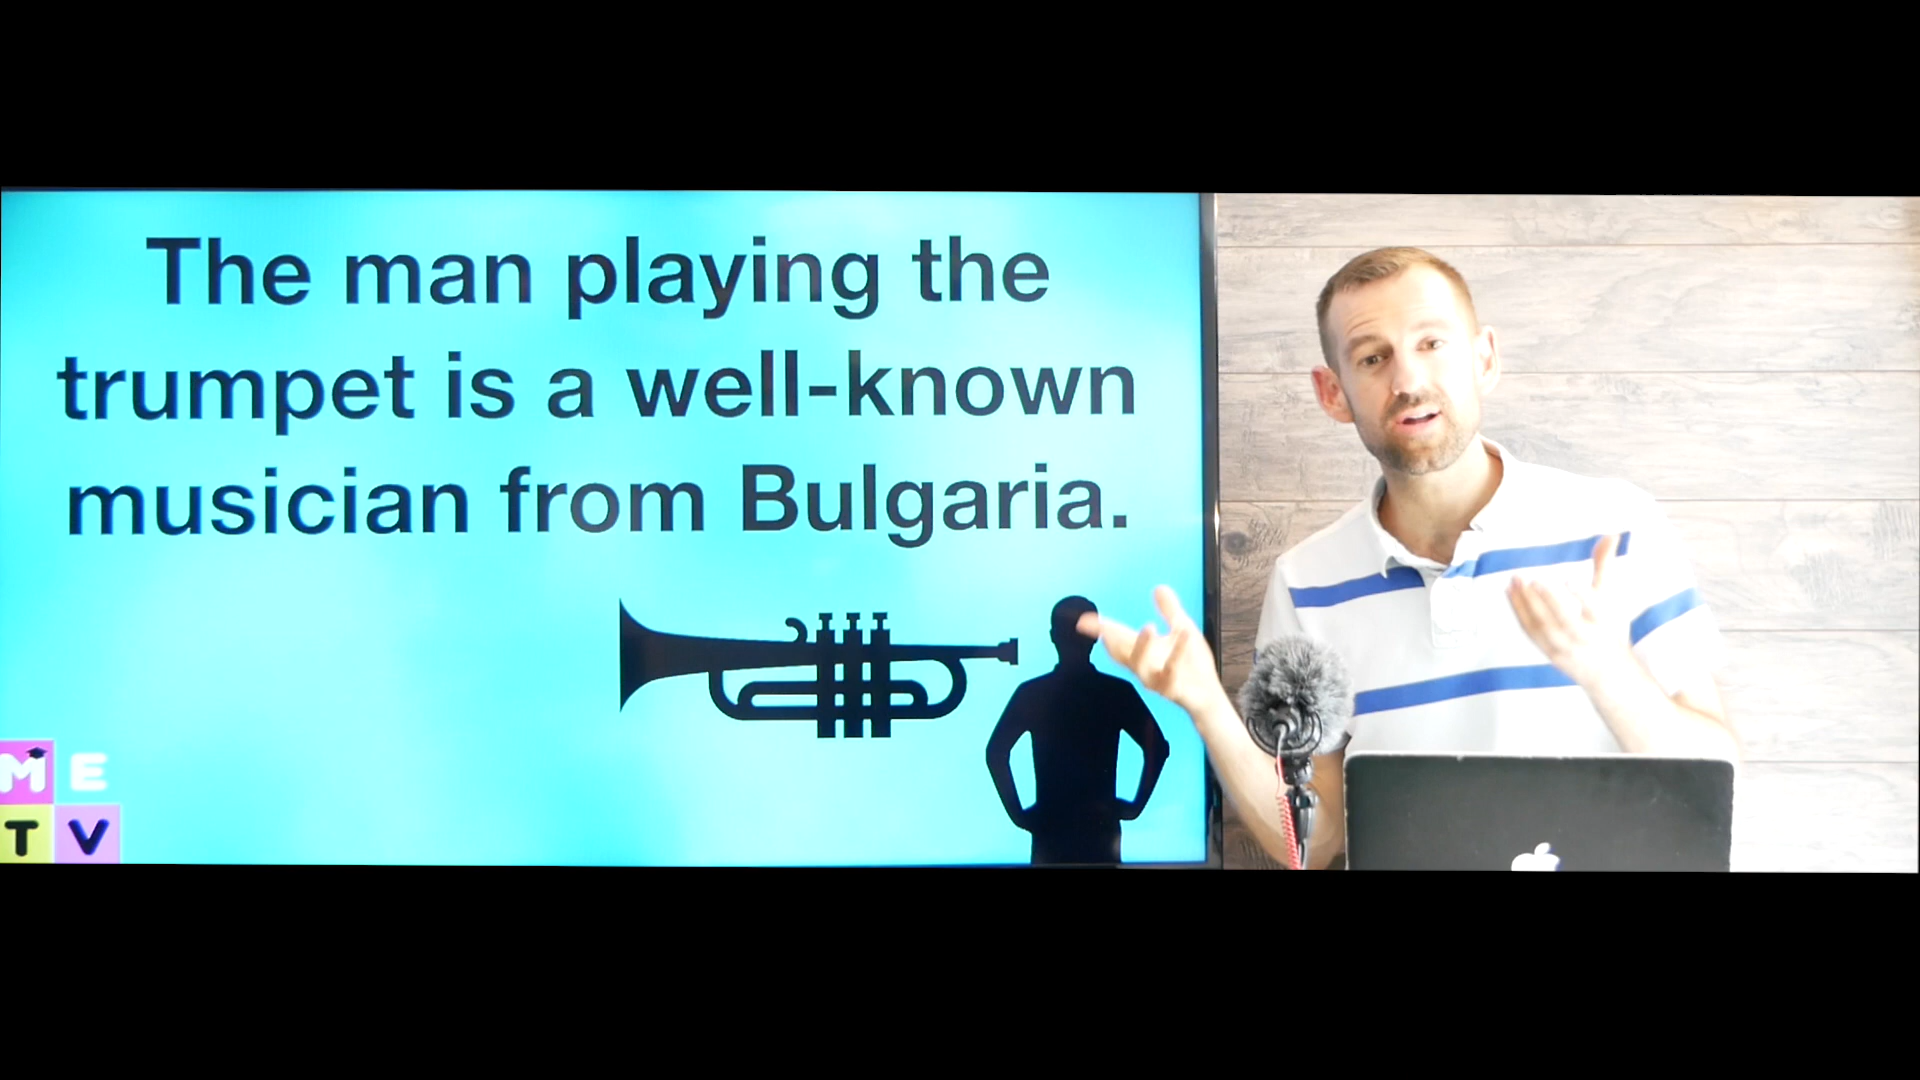 The man playing the
trumpet is a well-known
musician from Bulgaria.
M E
T V